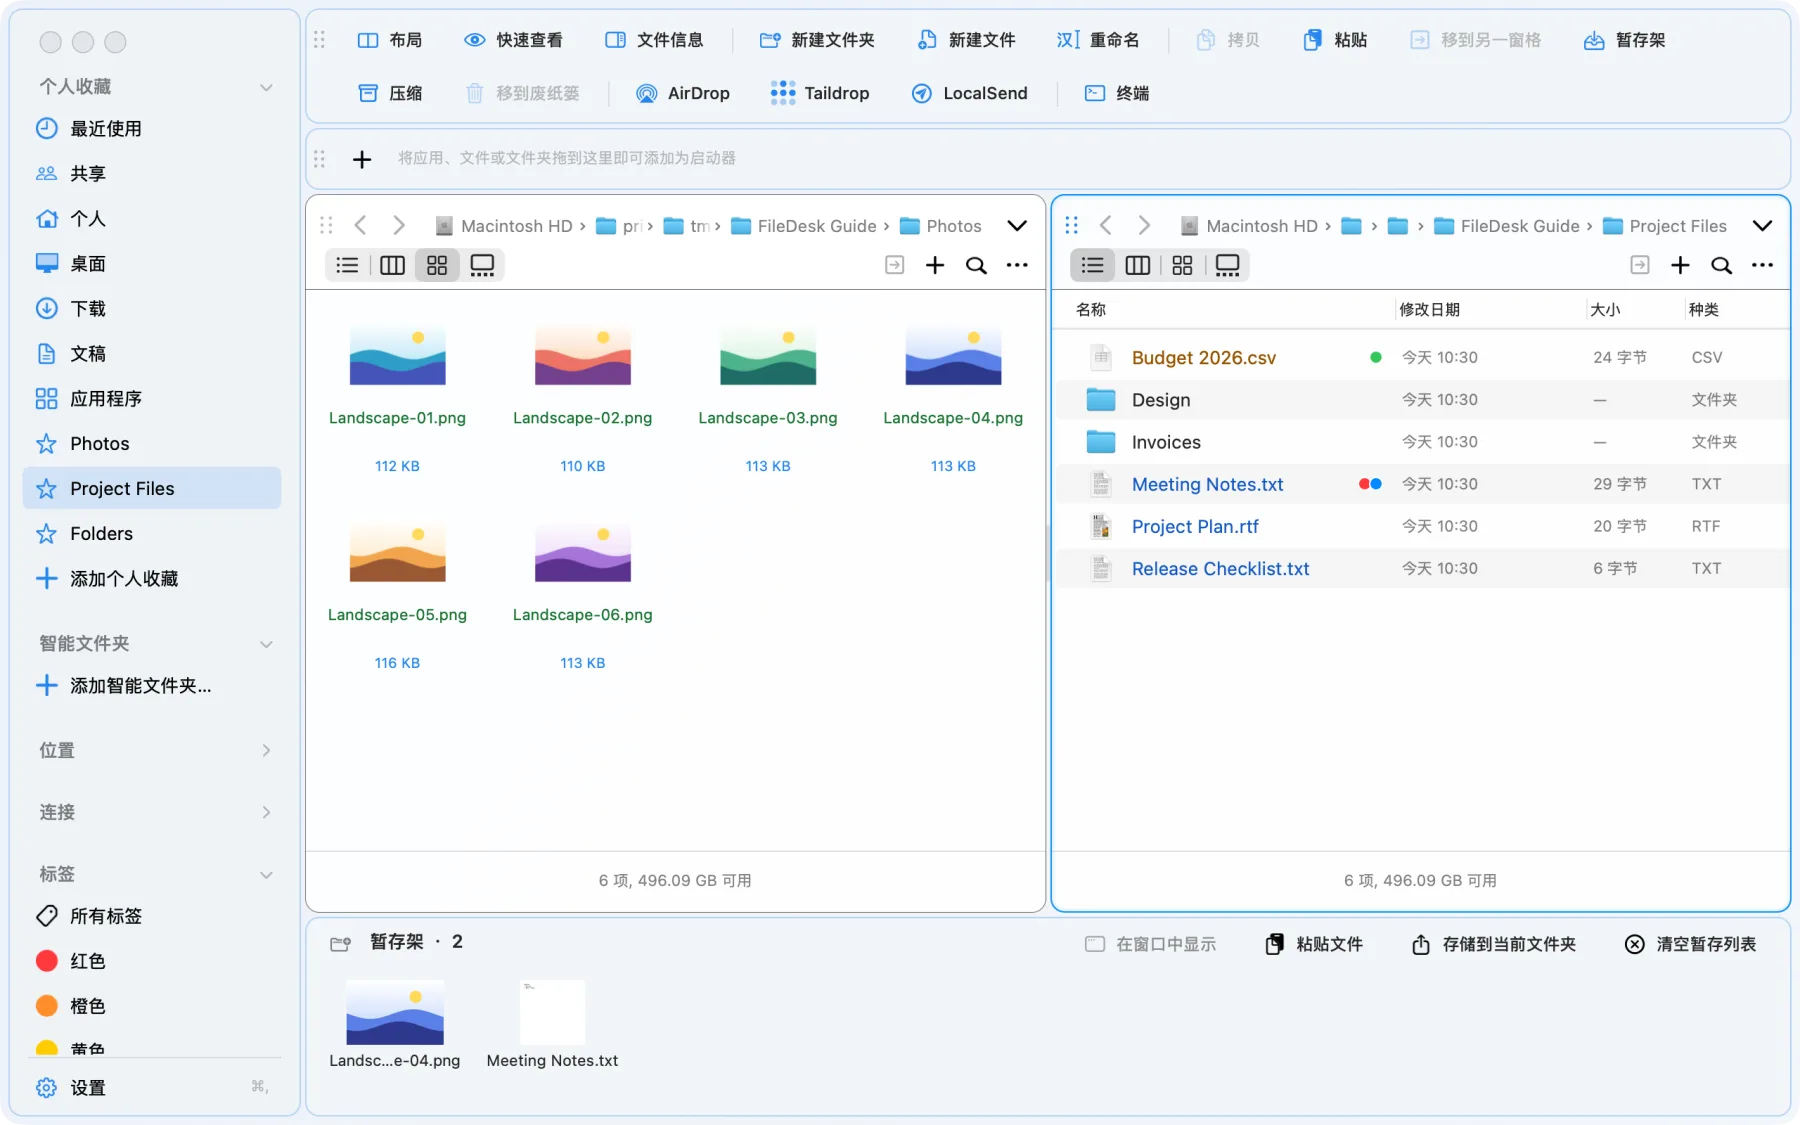 个人收藏
最近使用
共享
个人
桌面
下载
文稿
应用程序
Photos
Project Files
Folders
添加个人收藏
智能文件夹
添加智能文件夹...
位置
连接
标签
所有标签
红色
橙色
黄色
设置 ⌘,
布局 快速查看 文件信息 新建文件夹 新建文件 汉 重命名 拷贝 粘贴 移到另一窗格 暂存架
压缩 移到废纸篓 AirDrop Taildrop LocalSend 终端
将应用、文件或文件夹拖到这里即可添加为启动器
Macintosh HD › pri › tm › FileDesk Guide › Photos
Landscape-01.png Landscape-02.png Landscape-03.png Landscape-04.png
112 KB 110 KB 113 KB 113 KB
Landscape-05.png Landscape-06.png
116 KB 113 KB
6 项, 496.09 GB 可用
Macintosh HD › › FileDesk Guide › Project Files
名称 修改日期 大小 种类
Budget 2026.csv 今天 10:30 24 字节 CSV
Design 今天 10:30 — 文件夹
Invoices 今天 10:30 — 文件夹
Meeting Notes.txt 今天 10:30 29 字节 TXT
Project Plan.rtf 今天 10:30 20 字节 RTF
Release Checklist.txt 今天 10:30 6 字节 TXT
6 项, 496.09 GB 可用
暂存架 · 2 在窗口中显示 粘贴文件 存储到当前文件夹 清空暂存列表
Landsc...e-04.png Meeting Notes.txt